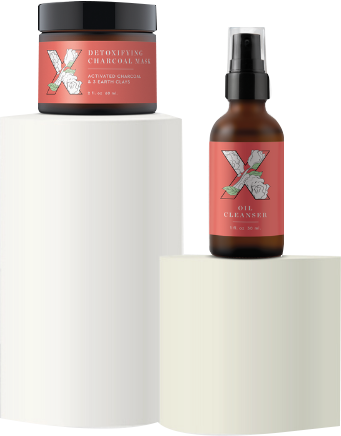 X
DETOXIFYING
CHARCOAL MASK
ACTIVATED CHARCOAL
& 3 EARTH CLAYS
X
OIL
CLEANSER